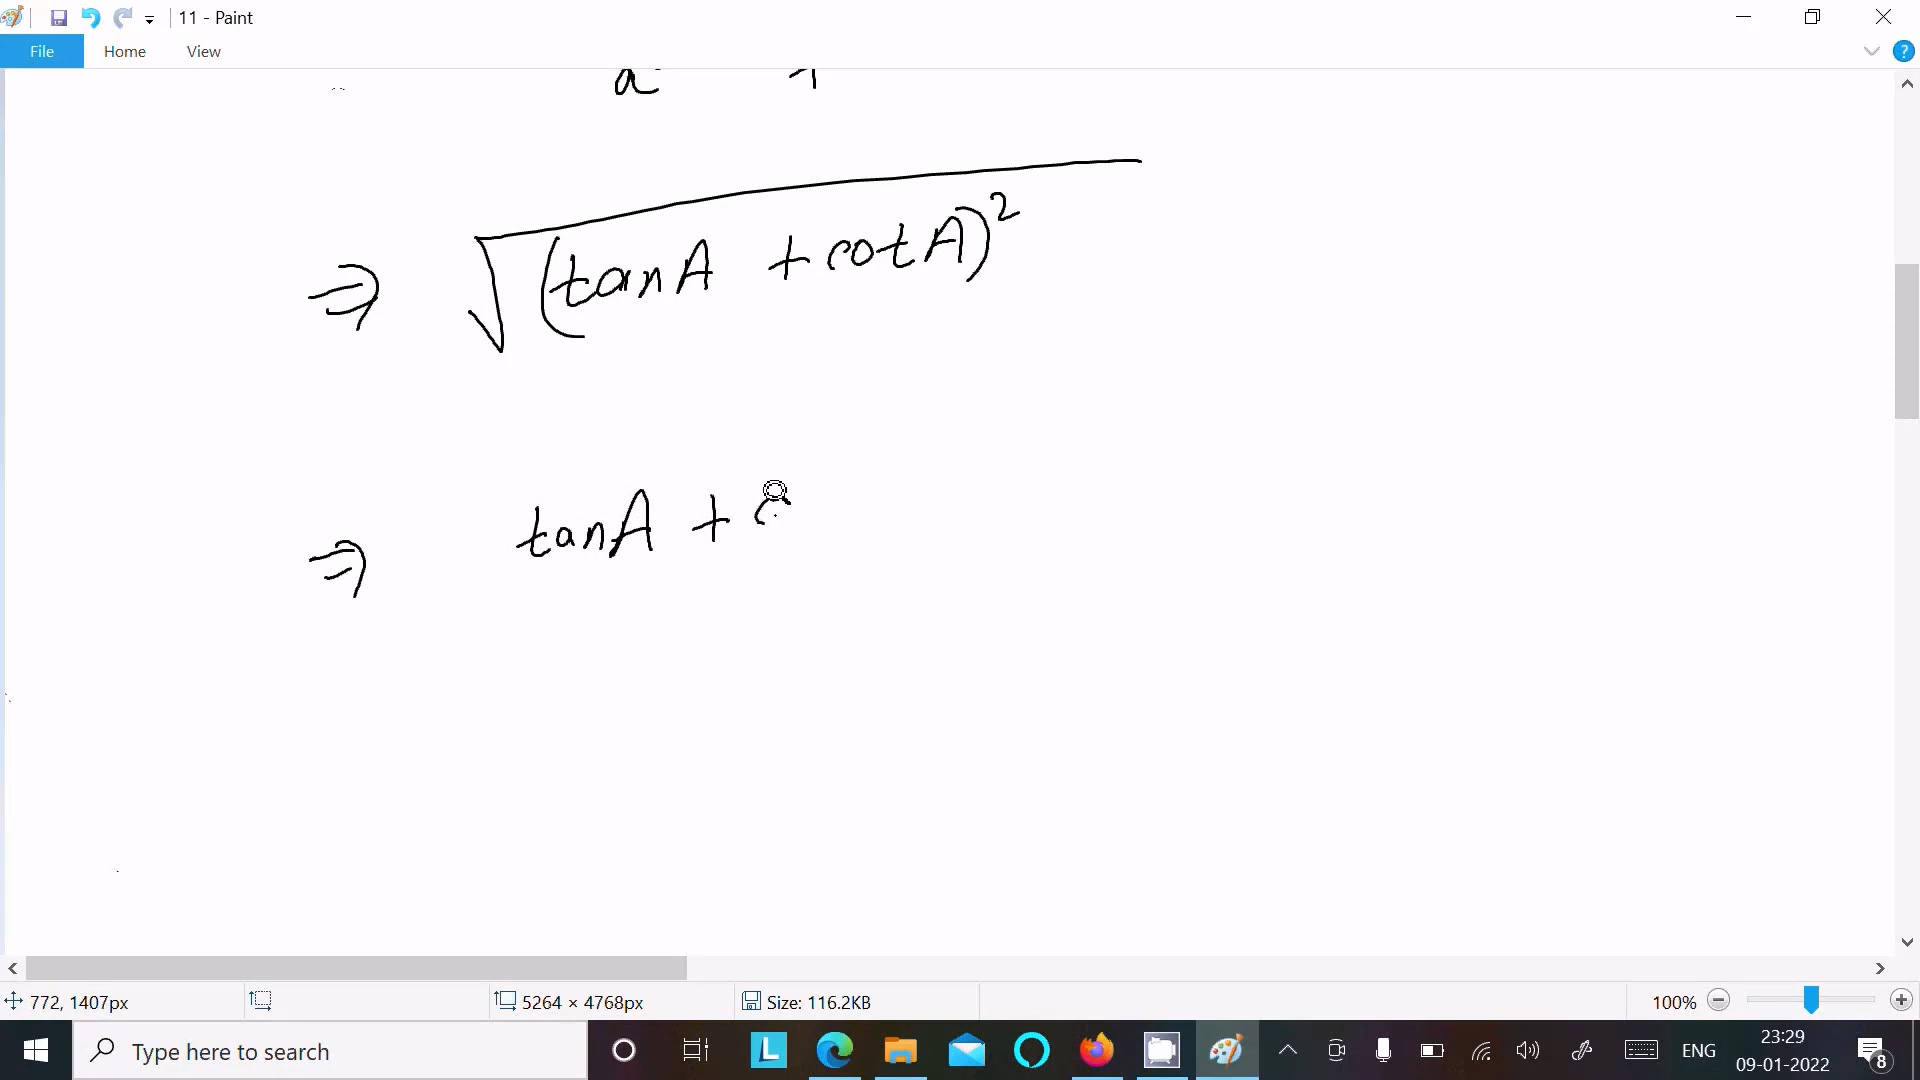 11 - Paint
File Home View
⇒ √(tanA + cotA)²
⇒ tanA + c
772, 1407px 5264 × 4768px Size: 116.2KB 100%
Type here to search
L
ENG
23:29
09-01-2022
8